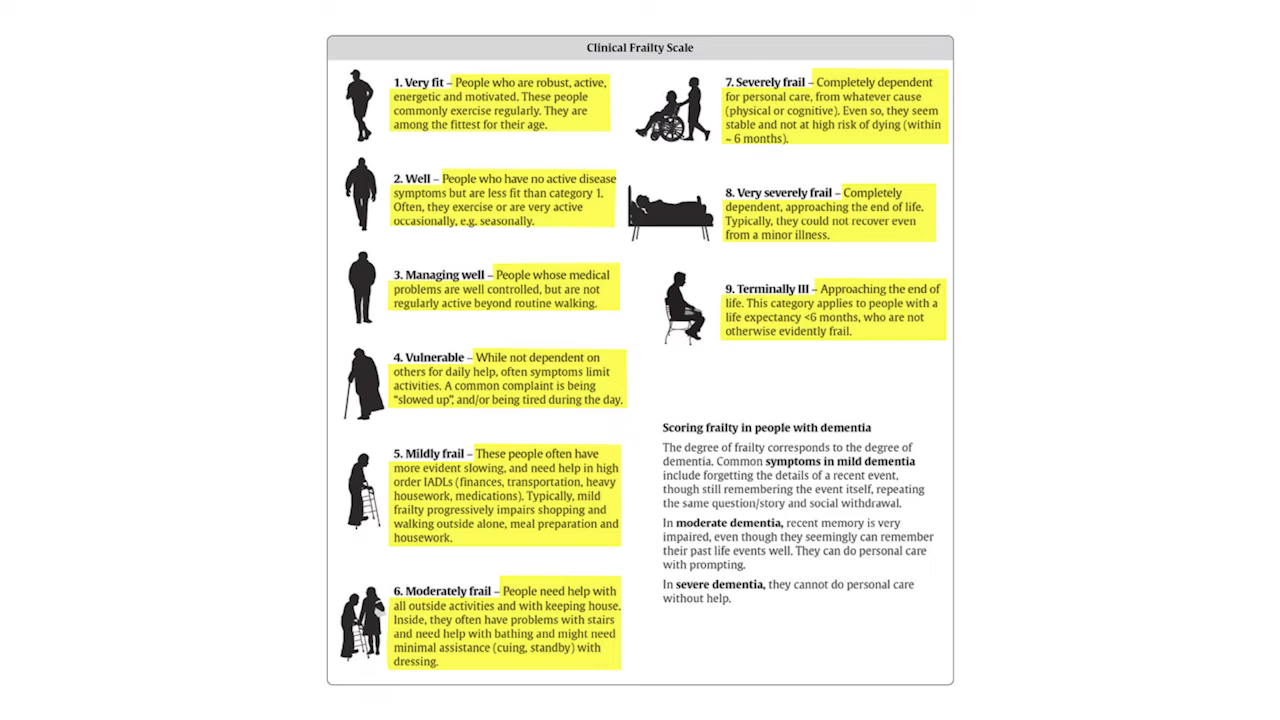 Clinical Frailty Scale
1. Very fit – People who are robust, active,
energetic and motivated. These people
commonly exercise regularly. They are
among the fittest for their age.
2. Well – People who have no active disease
symptoms but are less fit than category 1.
Often, they exercise or are very active
occasionally, e.g. seasonally.
3. Managing well – People whose medical
problems are well controlled, but are not
regularly active beyond routine walking.
4. Vulnerable – While not dependent on
others for daily help, often symptoms limit
activities. A common complaint is being
“slowed up”, and/or being tired during the day.
5. Mildly frail – These people often have
more evident slowing, and need help in high
order IADLs (finances, transportation, heavy
housework, medications). Typically, mild
frailty progressively impairs shopping and
walking outside alone, meal preparation and
housework.
6. Moderately frail – People need help with
all outside activities and with keeping house.
Inside, they often have problems with stairs
and need help with bathing and might need
minimal assistance (cuing, standby) with
dressing.
7. Severely frail – Completely dependent
for personal care, from whatever cause
(physical or cognitive). Even so, they seem
stable and not at high risk of dying (within
~ 6 months).
8. Very severely frail – Completely
dependent, approaching the end of life.
Typically, they could not recover even
from a minor illness.
9. Terminally III – Approaching the end of
life. This category applies to people with a
life expectancy <6 months, who are not
otherwise evidently frail.
Scoring frailty in people with dementia
The degree of frailty corresponds to the degree of
dementia. Common symptoms in mild dementia
include forgetting the details of a recent event,
though still remembering the event itself, repeating
the same question/story and social withdrawal.
In moderate dementia, recent memory is very
impaired, even though they seemingly can remember
their past life events well. They can do personal care
with prompting.
In severe dementia, they cannot do personal care
without help.